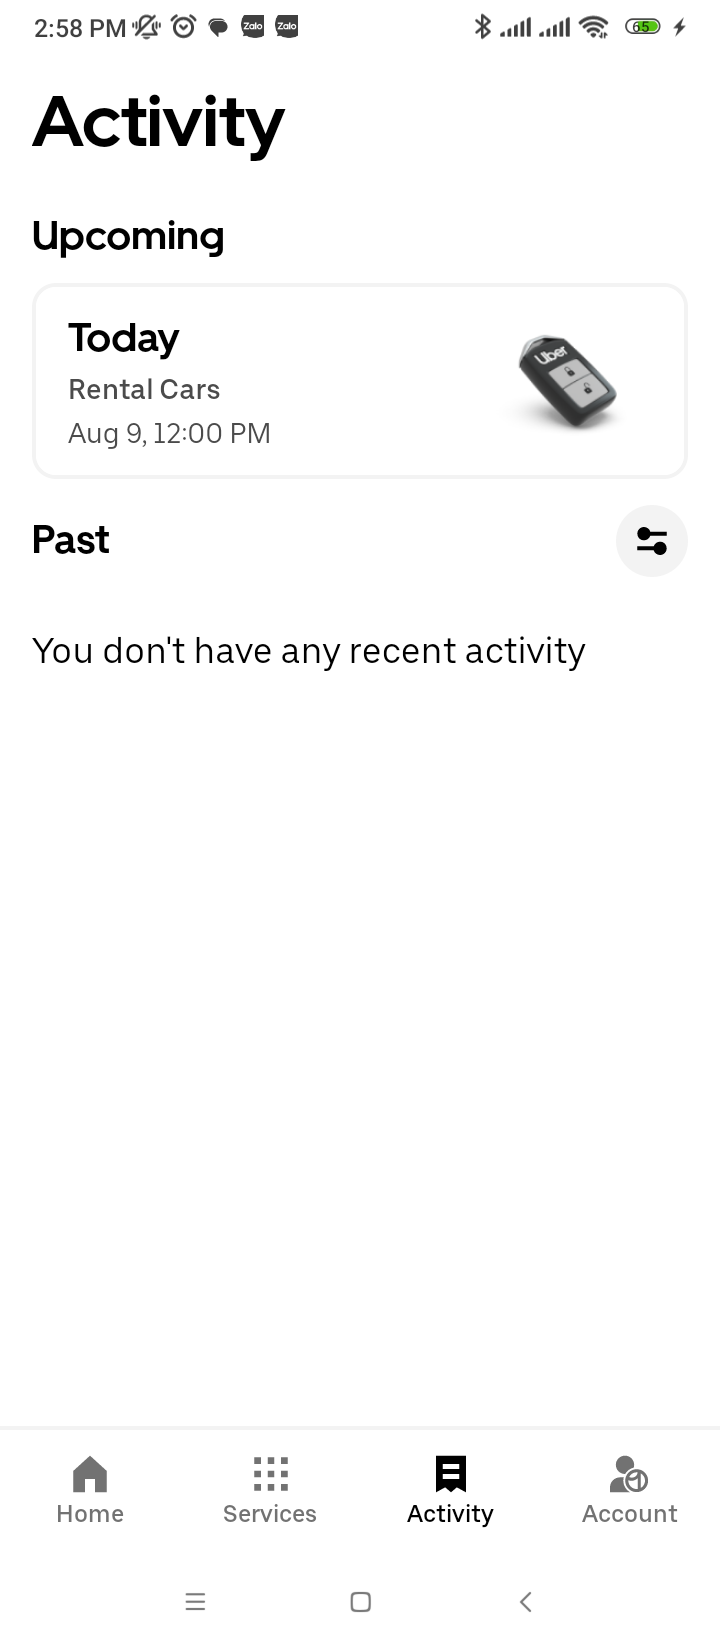 2:58 PM Zalo Zalo 65
Activity
Upcoming
Today
Rental Cars
Aug 9, 12:00 PM
Uber
Past
You don't have any recent activity
Home Services Activity Account